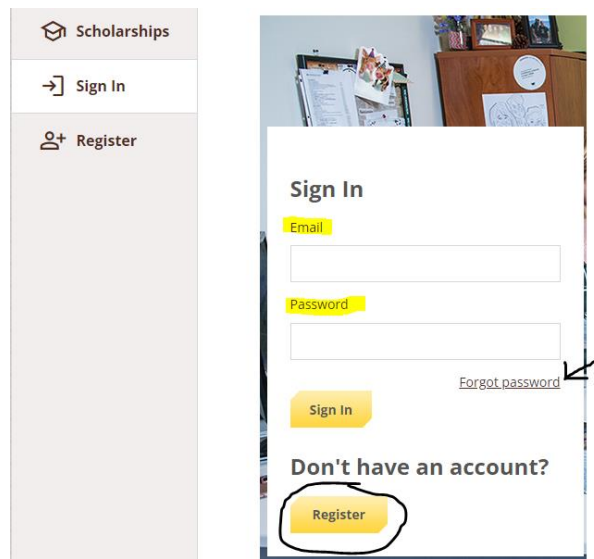 Scholarships
Sign In
Register
Sign In
Email
Password
Forgot password
Sign In
Don't have an account?
Register